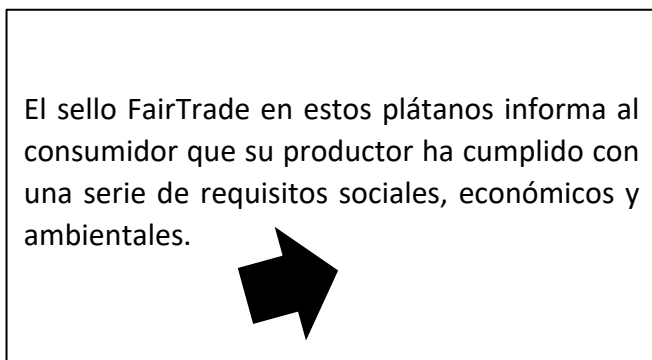 El sello FairTrade en estos plátanos informa al
consumidor que su productor ha cumplido con
una serie de requisitos sociales, económicos y
ambientales.